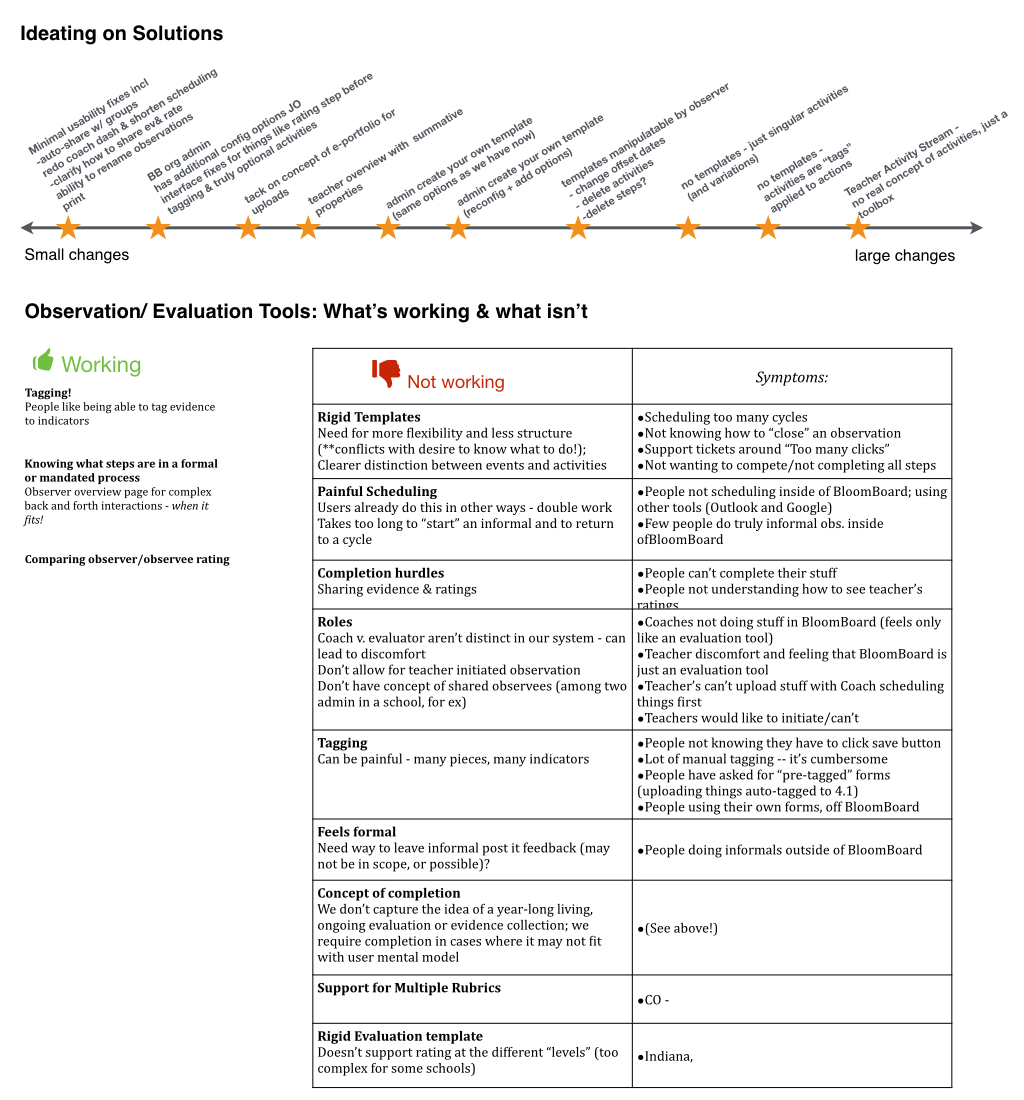 Ideating on Solutions
Minimal usability fixes incl
-auto-share w/ groups
redo coach dash & shorten scheduling
-clarify how to share ev& rate
ability to rename observations
print
BB org admin
has additional config options JO
interface fixes for things like rating step before
tagging & truly optional activities
tack on concept of e-portfolio for
uploads
teacher overview with summative
properties
admin create your own template
(same options as we have now)
admin create your own template
(reconfig + add options)
templates manipulatable by observer
- change offset dates
- delete activities
-delete steps?
no templates - just singular activities
(and variations)
no templates -
activities are "tags"
applied to actions
Teacher Activity Stream -
no real concept of activities, just a
toolbox
Small changes
large changes
Observation/ Evaluation Tools: What's working & what isn't
Working
Tagging!
People like being able to tag evidence
to indicators
Knowing what steps are in a formal
or mandated process
Observer overview page for complex
back and forth interactions - when it
fits!
Comparing observer/observee rating
Not working
Symptoms:
Rigid Templates
Need for more flexibility and less structure
(**conflicts with desire to know what to do!);
Clearer distinction between events and activities
●Scheduling too many cycles
●Not knowing how to "close" an observation
●Support tickets around "Too many clicks"
●Not wanting to compete/not completing all steps
Painful Scheduling
Users already do this in other ways - double work
Takes too long to "start" an informal and to return
to a cycle
●People not scheduling inside of BloomBoard; using
other tools (Outlook and Google)
●Few people do truly informal obs. inside
ofBloomBoard
Completion hurdles
Sharing evidence & ratings
●People can't complete their stuff
●People not understanding how to see teacher's
ratings
Roles
Coach v. evaluator aren't distinct in our system - can
lead to discomfort
Don't allow for teacher initiated observation
Don't have concept of shared observees (among two
admin in a school, for ex)
●Coaches not doing stuff in BloomBoard (feels only
like an evaluation tool)
●Teacher discomfort and feeling that BloomBoard is
just an evaluation tool
●Teacher's can't upload stuff with Coach scheduling
things first
●Teachers would like to initiate/can't
Tagging
Can be painful - many pieces, many indicators
●People not knowing they have to click save button
●Lot of manual tagging -- it's cumbersome
●People have asked for "pre-tagged" forms
(uploading things auto-tagged to 4.1)
●People using their own forms, off BloomBoard
Feels formal
Need way to leave informal post it feedback (may
not be in scope, or possible)?
●People doing informals outside of BloomBoard
Concept of completion
We don't capture the idea of a year-long living,
ongoing evaluation or evidence collection; we
require completion in cases where it may not fit
with user mental model
●(See above!)
Support for Multiple Rubrics
●CO -
Rigid Evaluation template
Doesn't support rating at the different "levels" (too
complex for some schools)
●Indiana,